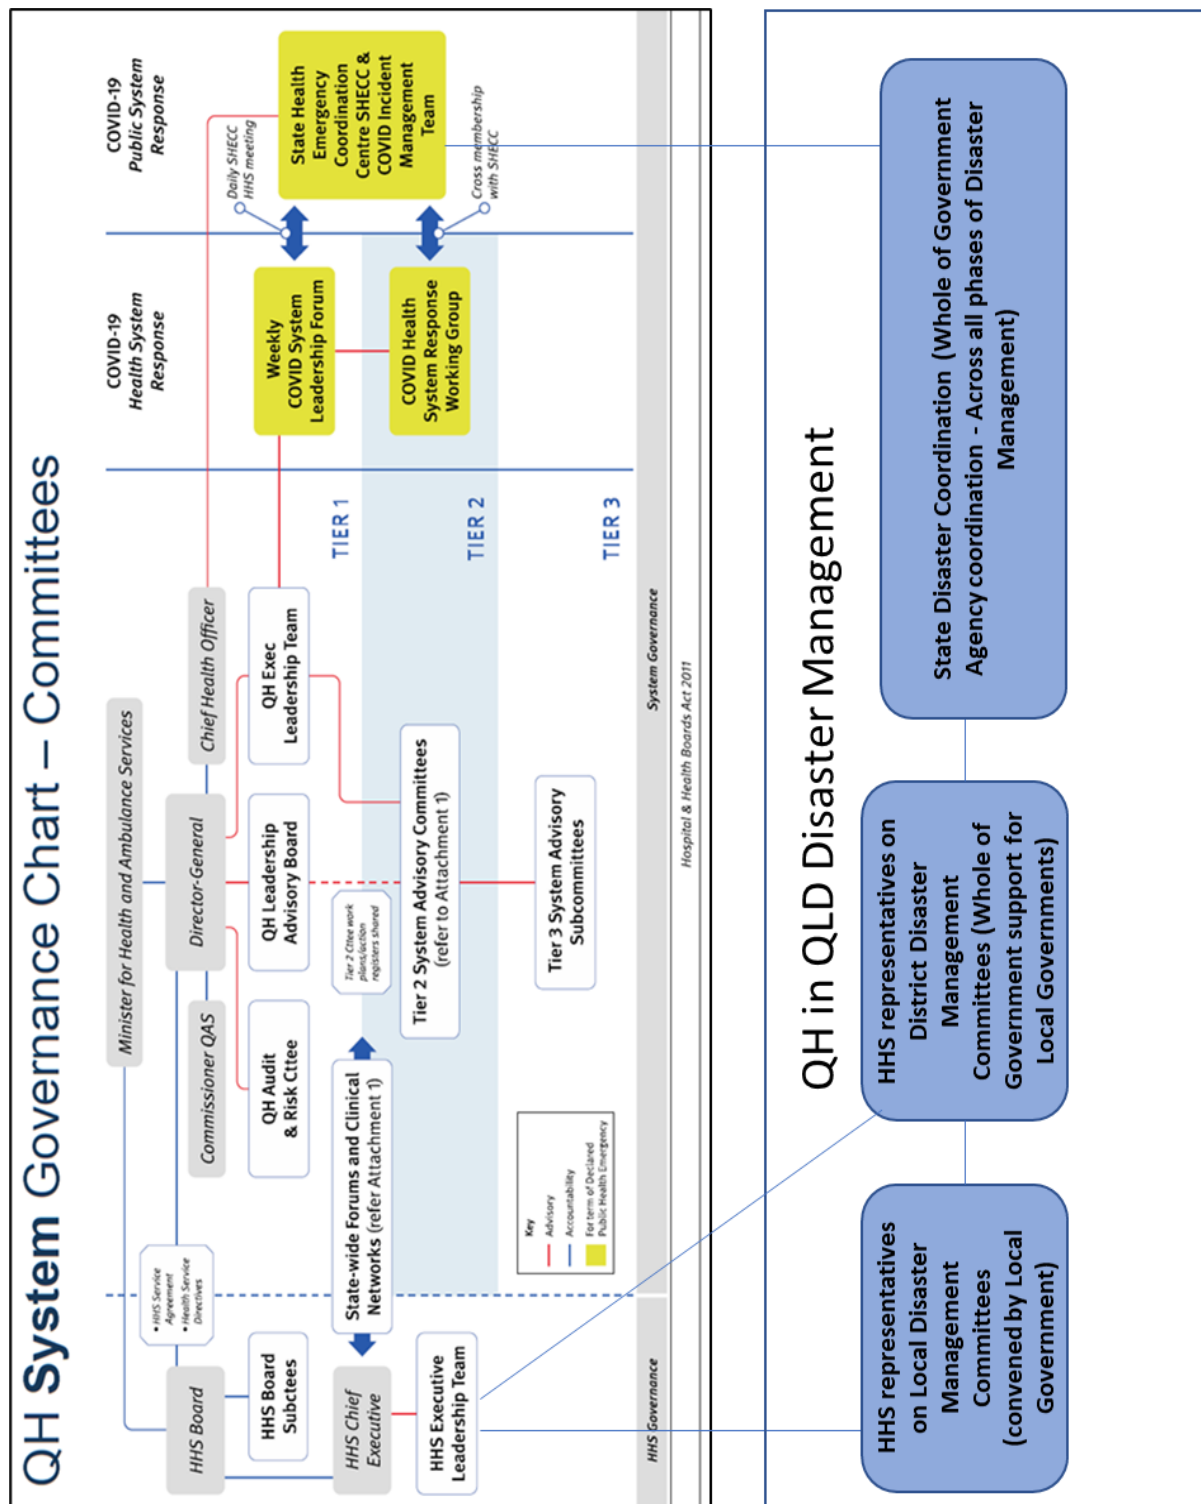 QH System Governance Chart – Committees
Minister for Health and Ambulance Services
HHS Board
• HHS Service
Agreement
• Health Service
Directives
Director-General
Commissioner QAS
Chief Health Officer
HHS Board
Subctees
QH Audit
& Risk Cttee
QH Leadership
Advisory Board
QH Exec
Leadership Team
HHS Chief
Executive
State-wide Forums and Clinical
Networks (refer Attachment 1)
Tier 2 Cttee work
plans/action
registers shared
TIER 1
HHS Executive
Leadership Team
Tier 2 System Advisory Committees
(refer to Attachment 1)
TIER 2
Tier 3 System Advisory
Subcommittees
TIER 3
Key
Advisory
Accountability
For term of Declared
Public Health Emergency
COVID-19
Health System
Response
Weekly
COVID System
Leadership Forum
COVID Health
System Response
Working Group
COVID-19
Public System
Response
Daily SHECC
HHS meeting
State Health
Emergency
Coordination
Centre SHECC &
COVID Incident
Management
Team
Cross membership
with SHECC
HHS Governance
System Governance
Hospital & Health Boards Act 2011
QH in QLD Disaster Management
HHS representatives
on Local Disaster
Management
Committees
(convened by Local
Government)
HHS representatives on
District Disaster
Management
Committees (Whole of
Government support for
Local Governments)
State Disaster Coordination (Whole of Government
Agency coordination - Across all phases of Disaster
Management)